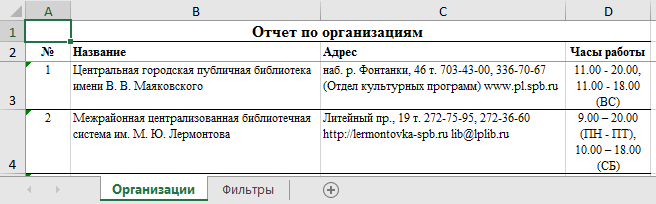 A B C D
1 Отчет по организациям
2 № Название Адрес Часы работы
1 Центральная городская публичная библиотека наб. р. Фонтанки, 46 т. 703-43-00, 336-70-67 11.00 - 20.00,
имени В. В. Маяковского (Отдел культурных программ) www.pl.spb.ru 11.00 - 18.00
3 (ВС)
2 Межрайонная централизованная библиотечная Литейный пр., 19 т. 272-75-95, 272-36-60 9.00 – 20.00
система им. М. Ю. Лермонтова http://lermontovka-spb.ru lib@lplib.ru (ПН - ПТ),
10.00 – 18.00
4 (СБ)
Организации Фильтры